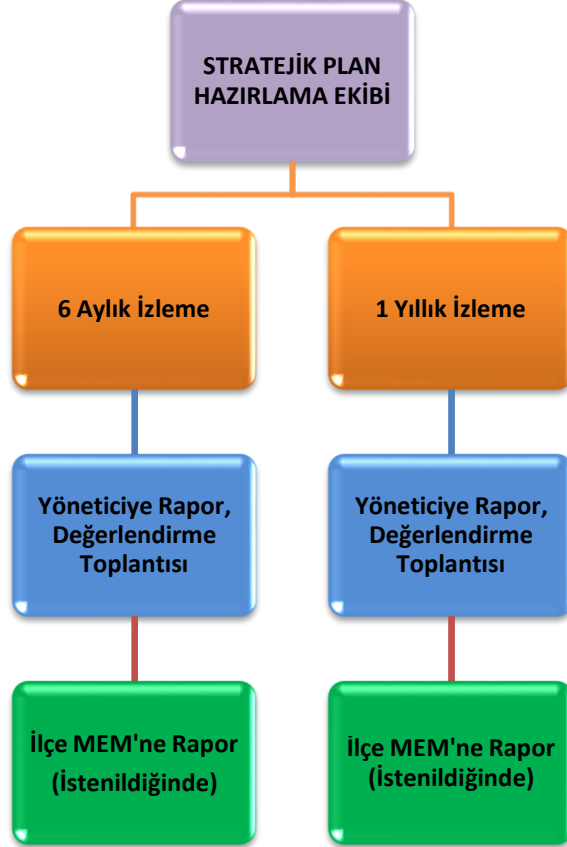 STRATEJİK PLAN
HAZIRLAMA EKİBİ
6 Aylık İzleme
1 Yıllık İzleme
Yöneticiye Rapor,
Değerlendirme
Toplantısı
Yöneticiye Rapor,
Değerlendirme
Toplantısı
İlçe MEM'ne Rapor
(İstenildiğinde)
İlçe MEM'ne Rapor
(İstenildiğinde)